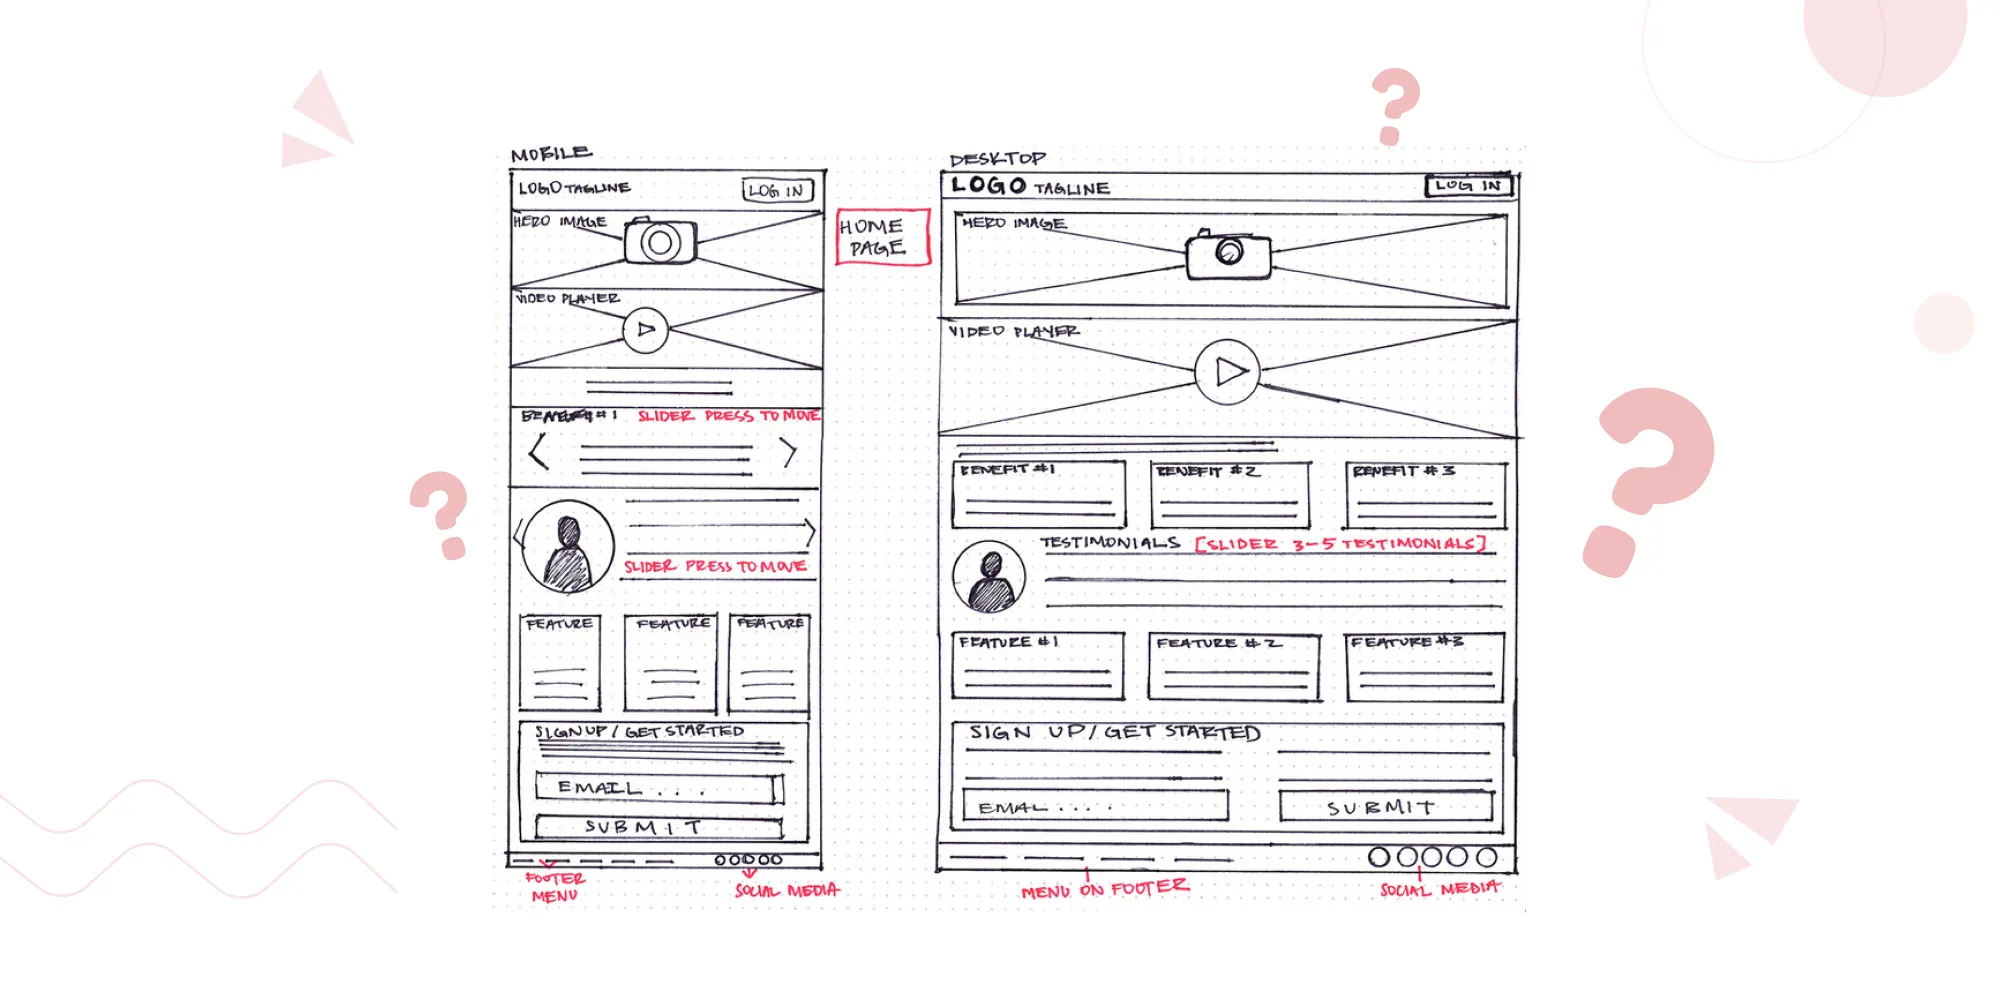 MOBILE
LOGO TAGLINE
LOG IN
HERO IMAGE
VIDEO PLAYER
#1 SLIDER PRESS TO MOVE
SLIDER PRESS TO MOVE
FEATURE
FEATURE
FEATURE
SIGN UP / GET STARTED
EMAIL ....
SUBMIT
FOOTER
MENU
SOCIAL MEDIA
HOME
PAGE
DESKTOP
LOGO TAGLINE
LOG IN
HERO IMAGE
VIDEO PLAYER
BENEFIT #1
BENEFIT #2
BENEFIT #3
TESTIMONIALS [SLIDER 3-5 TESTIMONIALS]
FEATURE #1
FEATURE #2
FEATURE #3
SIGN UP / GET STARTED
EMAL .....
SUBMIT
MENU ON FOOTER
SOCIAL MEDIA